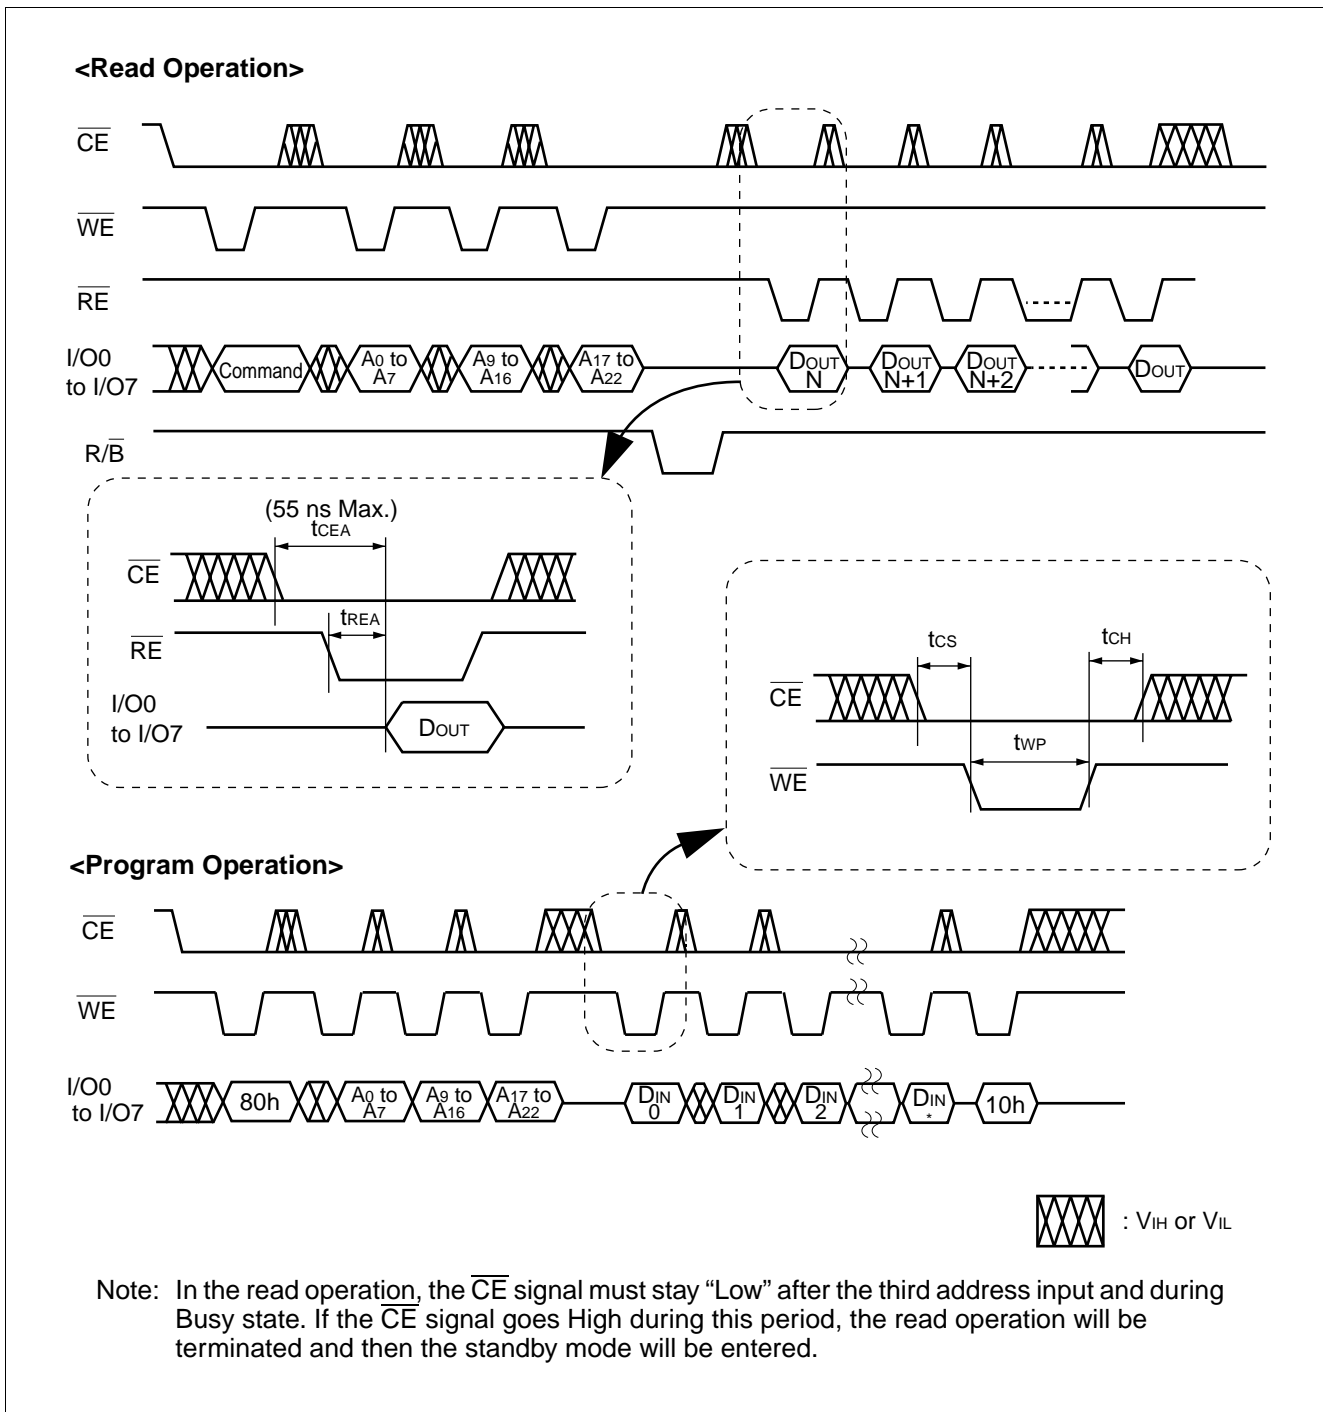 <Read Operation>
CE
WE
RE
I/O0
to I/O7
Command
A0 to
A7
A9 to
A16
A17 to
A22
DOUT
N
DOUT
N+1
DOUT
N+2
DOUT
R/B
(55 ns Max.)
tCEA
CE
tREA
RE
I/O0
to I/O7
DOUT
tCS
tCH
CE
tWP
WE
<Program Operation>
CE
WE
I/O0
to I/O7
80h
A0 to
A7
A9 to
A16
A17 to
A22
DIN
0
DIN
1
DIN
2
DIN
*
10h
: VIH or VIL
Note: In the read operation, the CE signal must stay “Low” after the third address input and during
Busy state. If the CE signal goes High during this period, the read operation will be
terminated and then the standby mode will be entered.